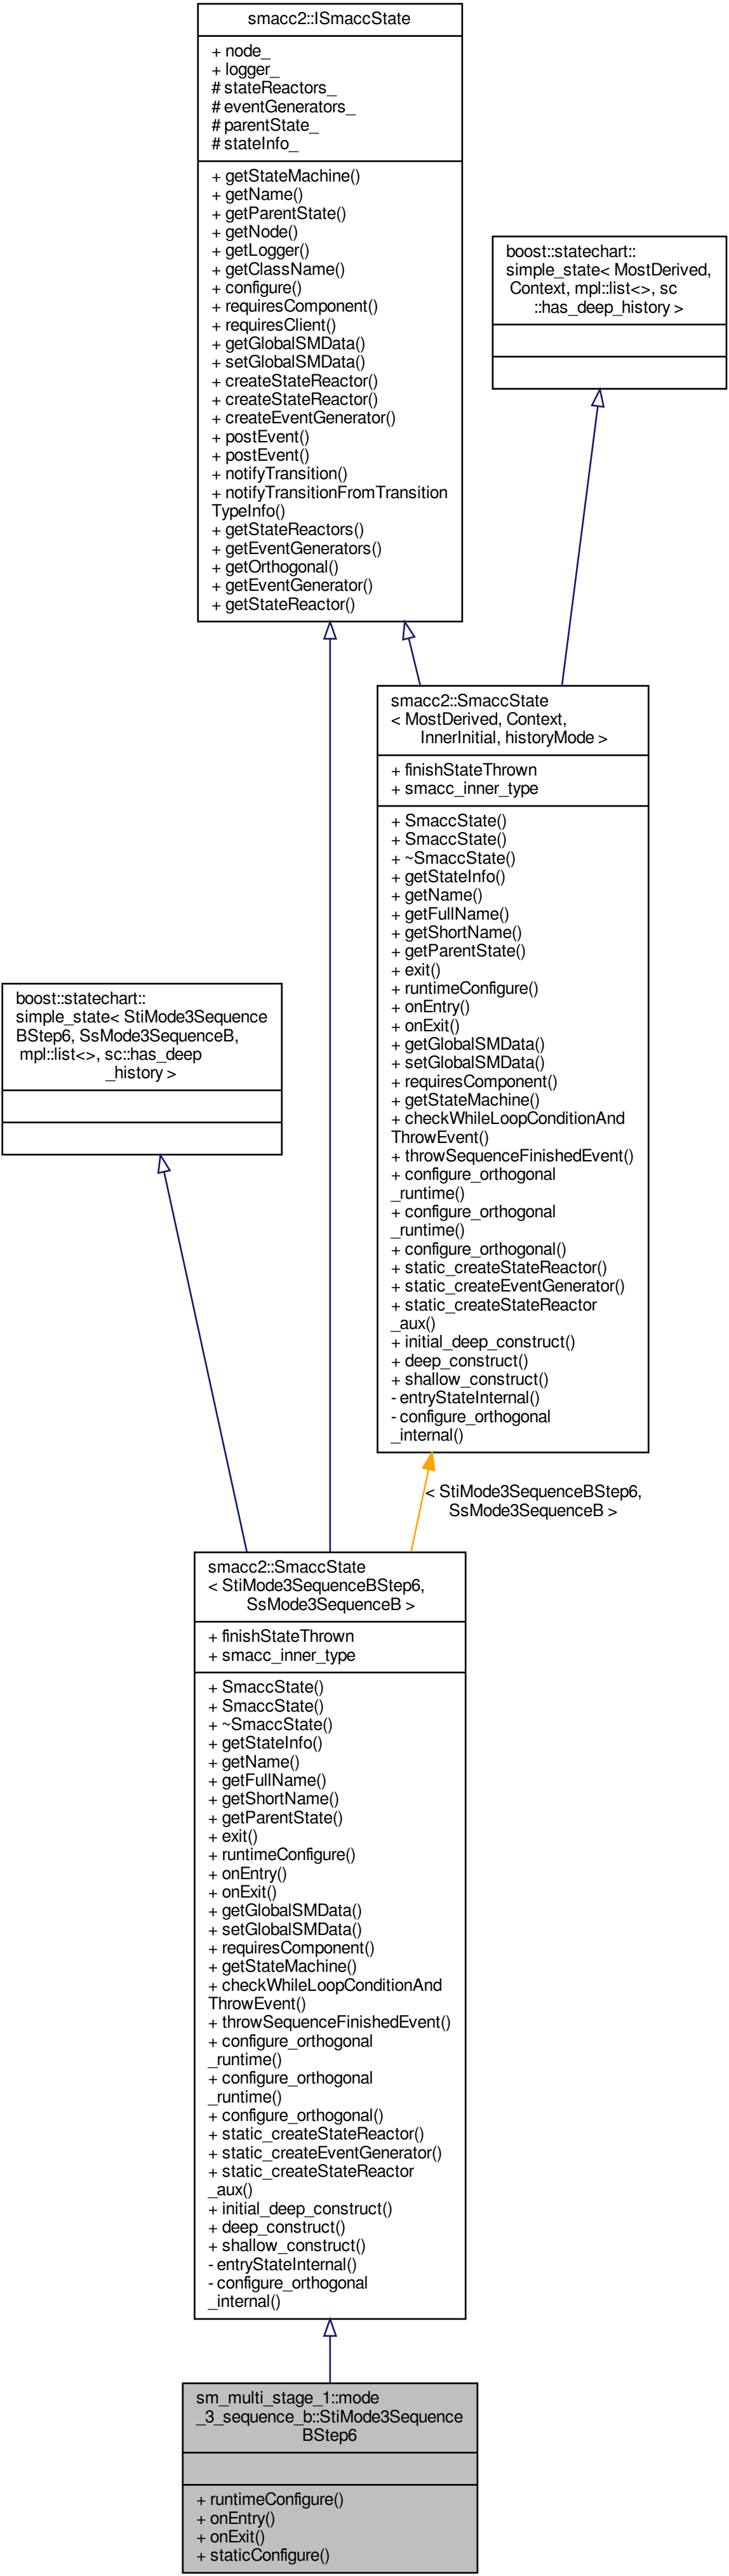 smacc2::ISmaccState
+ node_
+ logger_
# stateReactors_
# eventGenerators_
# parentState_
# stateInfo_
+ getStateMachine()
+ getName()
+ getParentState()
+ getNode()
+ getLogger()
+ getClassName()
+ configure()
+ requiresComponent()
+ requiresClient()
+ getGlobalSMData()
+ setGlobalSMData()
+ createStateReactor()
+ createStateReactor()
+ createEventGenerator()
+ postEvent()
+ postEvent()
+ notifyTransition()
+ notifyTransitionFromTransition
TypeInfo()
+ getStateReactors()
+ getEventGenerators()
+ getOrthogonal()
+ getEventGenerator()
+ getStateReactor()
boost::statechart::
simple_state< MostDerived,
Context, mpl::list<>, sc
::has_deep_history >
smacc2::SmaccState
< MostDerived, Context,
InnerInitial, historyMode >
+ finishStateThrown
+ smacc_inner_type
+ SmaccState()
+ SmaccState()
+ ~SmaccState()
+ getStateInfo()
+ getName()
+ getFullName()
+ getShortName()
+ getParentState()
+ exit()
+ runtimeConfigure()
+ onEntry()
+ onExit()
+ getGlobalSMData()
+ setGlobalSMData()
+ requiresComponent()
+ getStateMachine()
+ checkWhileLoopConditionAnd
ThrowEvent()
+ throwSequenceFinishedEvent()
+ configure_orthogonal
_runtime()
+ configure_orthogonal
_runtime()
+ configure_orthogonal()
+ static_createStateReactor()
+ static_createEventGenerator()
+ static_createStateReactor
_aux()
+ initial_deep_construct()
+ deep_construct()
+ shallow_construct()
- entryStateInternal()
- configure_orthogonal
_internal()
boost::statechart::
simple_state< StiMode3Sequence
BStep6, SsMode3SequenceB,
mpl::list<>, sc::has_deep
_history >
< StiMode3SequenceBStep6,
SsMode3SequenceB >
smacc2::SmaccState
< StiMode3SequenceBStep6,
SsMode3SequenceB >
+ finishStateThrown
+ smacc_inner_type
+ SmaccState()
+ SmaccState()
+ ~SmaccState()
+ getStateInfo()
+ getName()
+ getFullName()
+ getShortName()
+ getParentState()
+ exit()
+ runtimeConfigure()
+ onEntry()
+ onExit()
+ getGlobalSMData()
+ setGlobalSMData()
+ requiresComponent()
+ getStateMachine()
+ checkWhileLoopConditionAnd
ThrowEvent()
+ throwSequenceFinishedEvent()
+ configure_orthogonal
_runtime()
+ configure_orthogonal
_runtime()
+ configure_orthogonal()
+ static_createStateReactor()
+ static_createEventGenerator()
+ static_createStateReactor
_aux()
+ initial_deep_construct()
+ deep_construct()
+ shallow_construct()
- entryStateInternal()
- configure_orthogonal
_internal()
sm_multi_stage_1::mode
_3_sequence_b::StiMode3Sequence
BStep6
+ runtimeConfigure()
+ onEntry()
+ onExit()
+ staticConfigure()